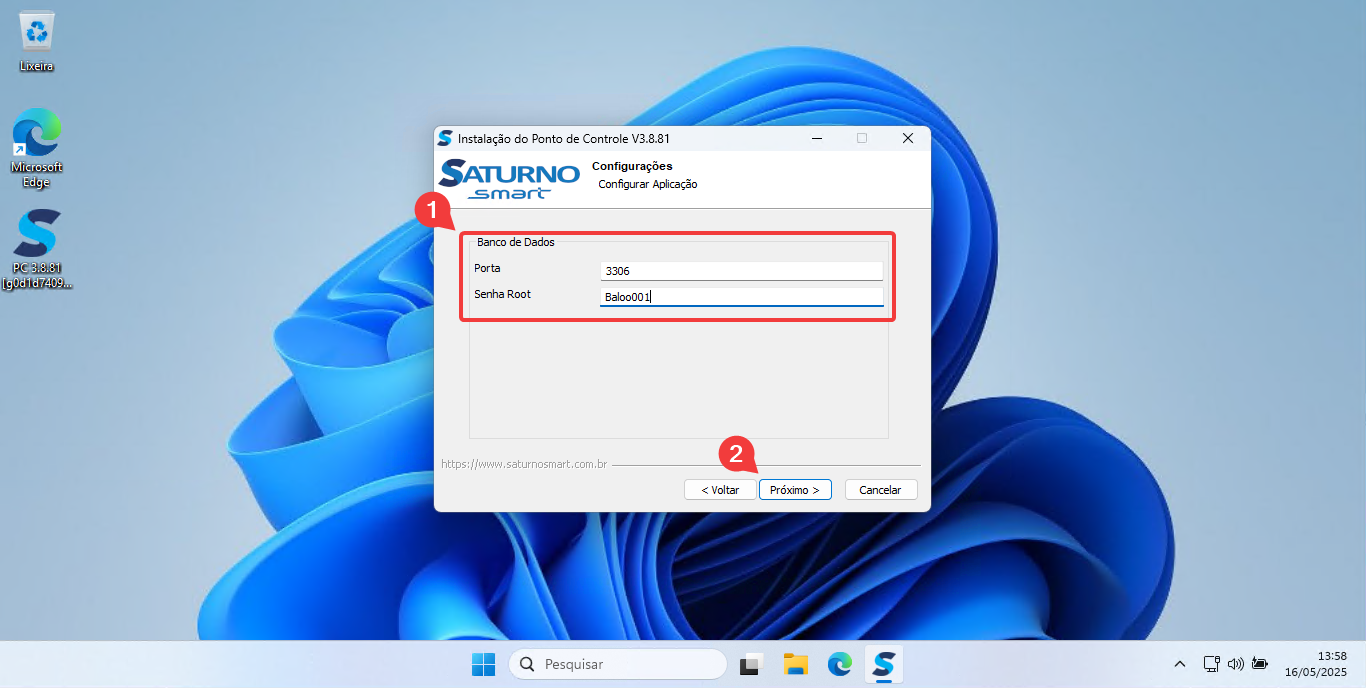 Lixeira
Microsoft
Edge
PC 3.8.81
[g0d1d7409...
Instalação do Ponto de Controle V3.8.81
SATURNO
smart
Configurações
Configurar Aplicação
1
Banco de Dados
Porta 3306
Senha Root Baloo001
2
https://www.saturnosmart.com.br
< Voltar Próximo > Cancelar
Pesquisar
13:58
16/05/2025